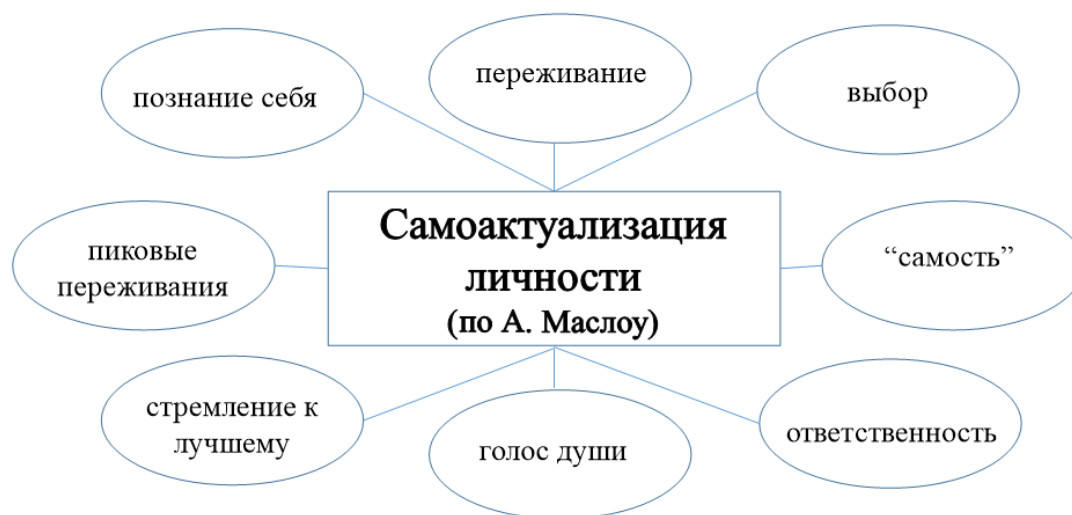 познание себя
переживание
выбор
Самоактуализация
личности
(по А. Маслоу)
пиковые
переживания
“самость”
стремление к
лучшему
голос души
ответственность